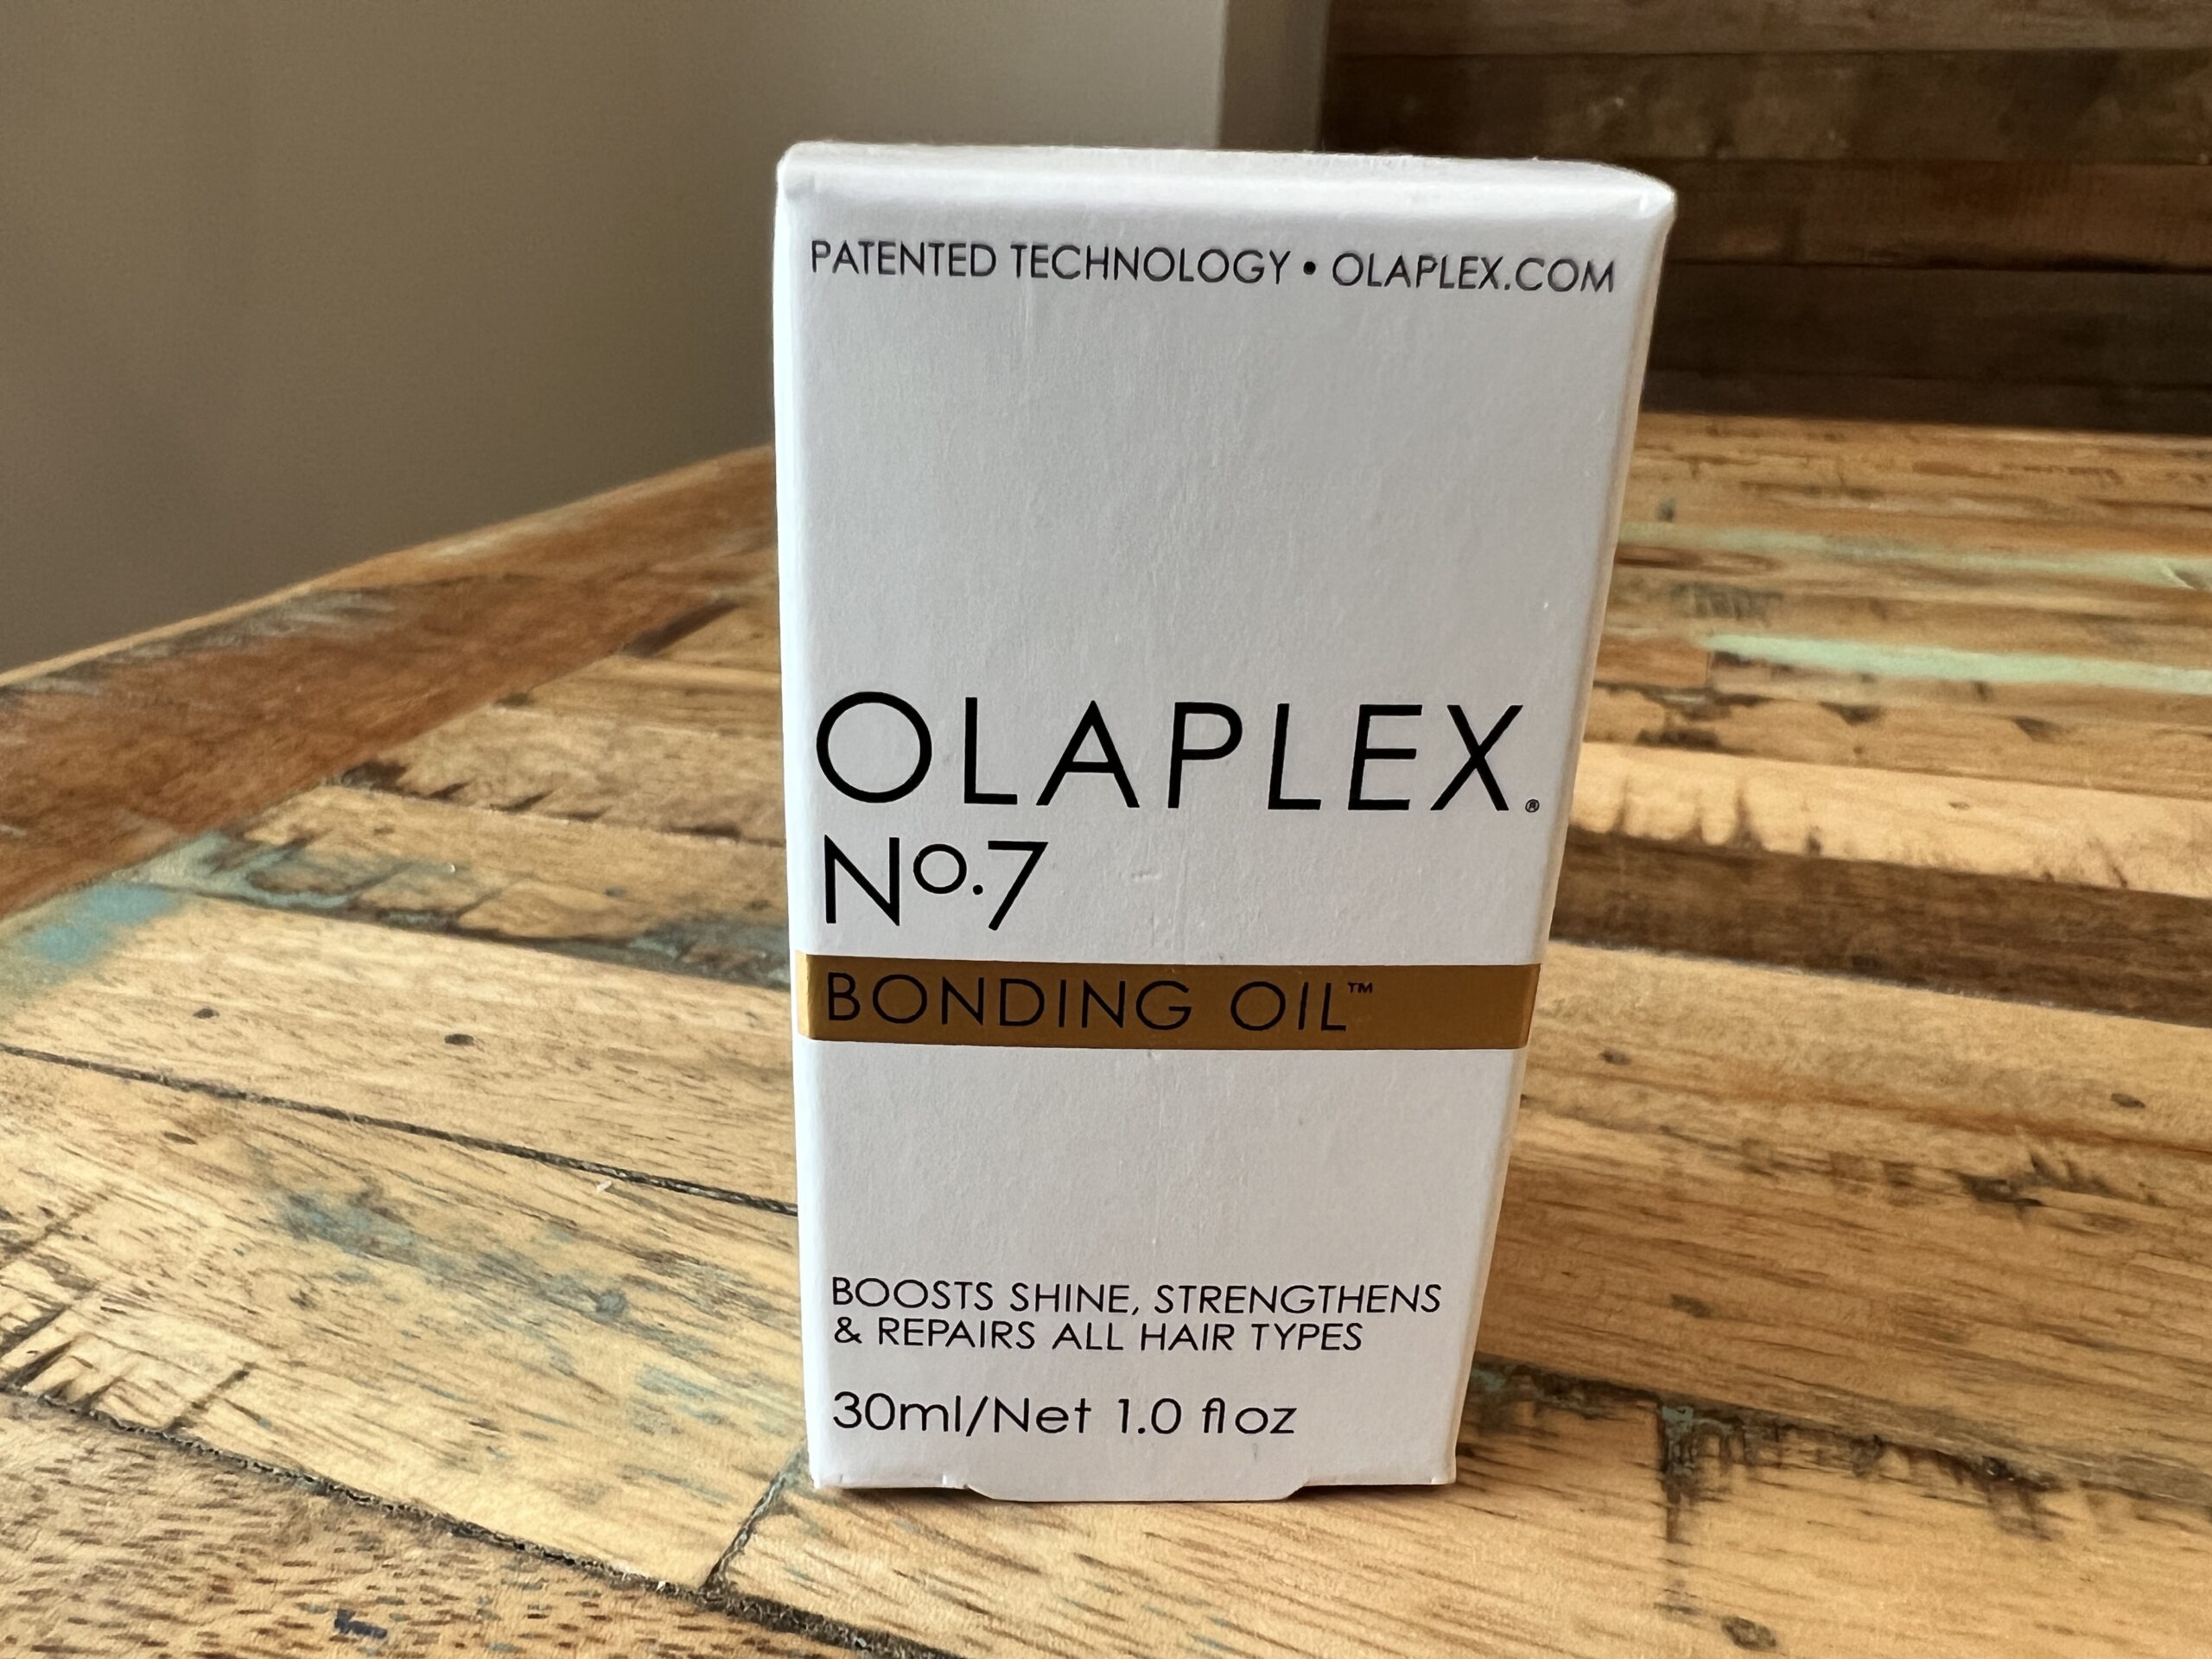 PATENTED TECHNOLOGY • OLAPLEX.COM
OLAPLEX®
Nº.7
BONDING OIL™
BOOSTS SHINE, STRENGTHENS
& REPAIRS ALL HAIR TYPES
30ml/Net 1.0 fl oz